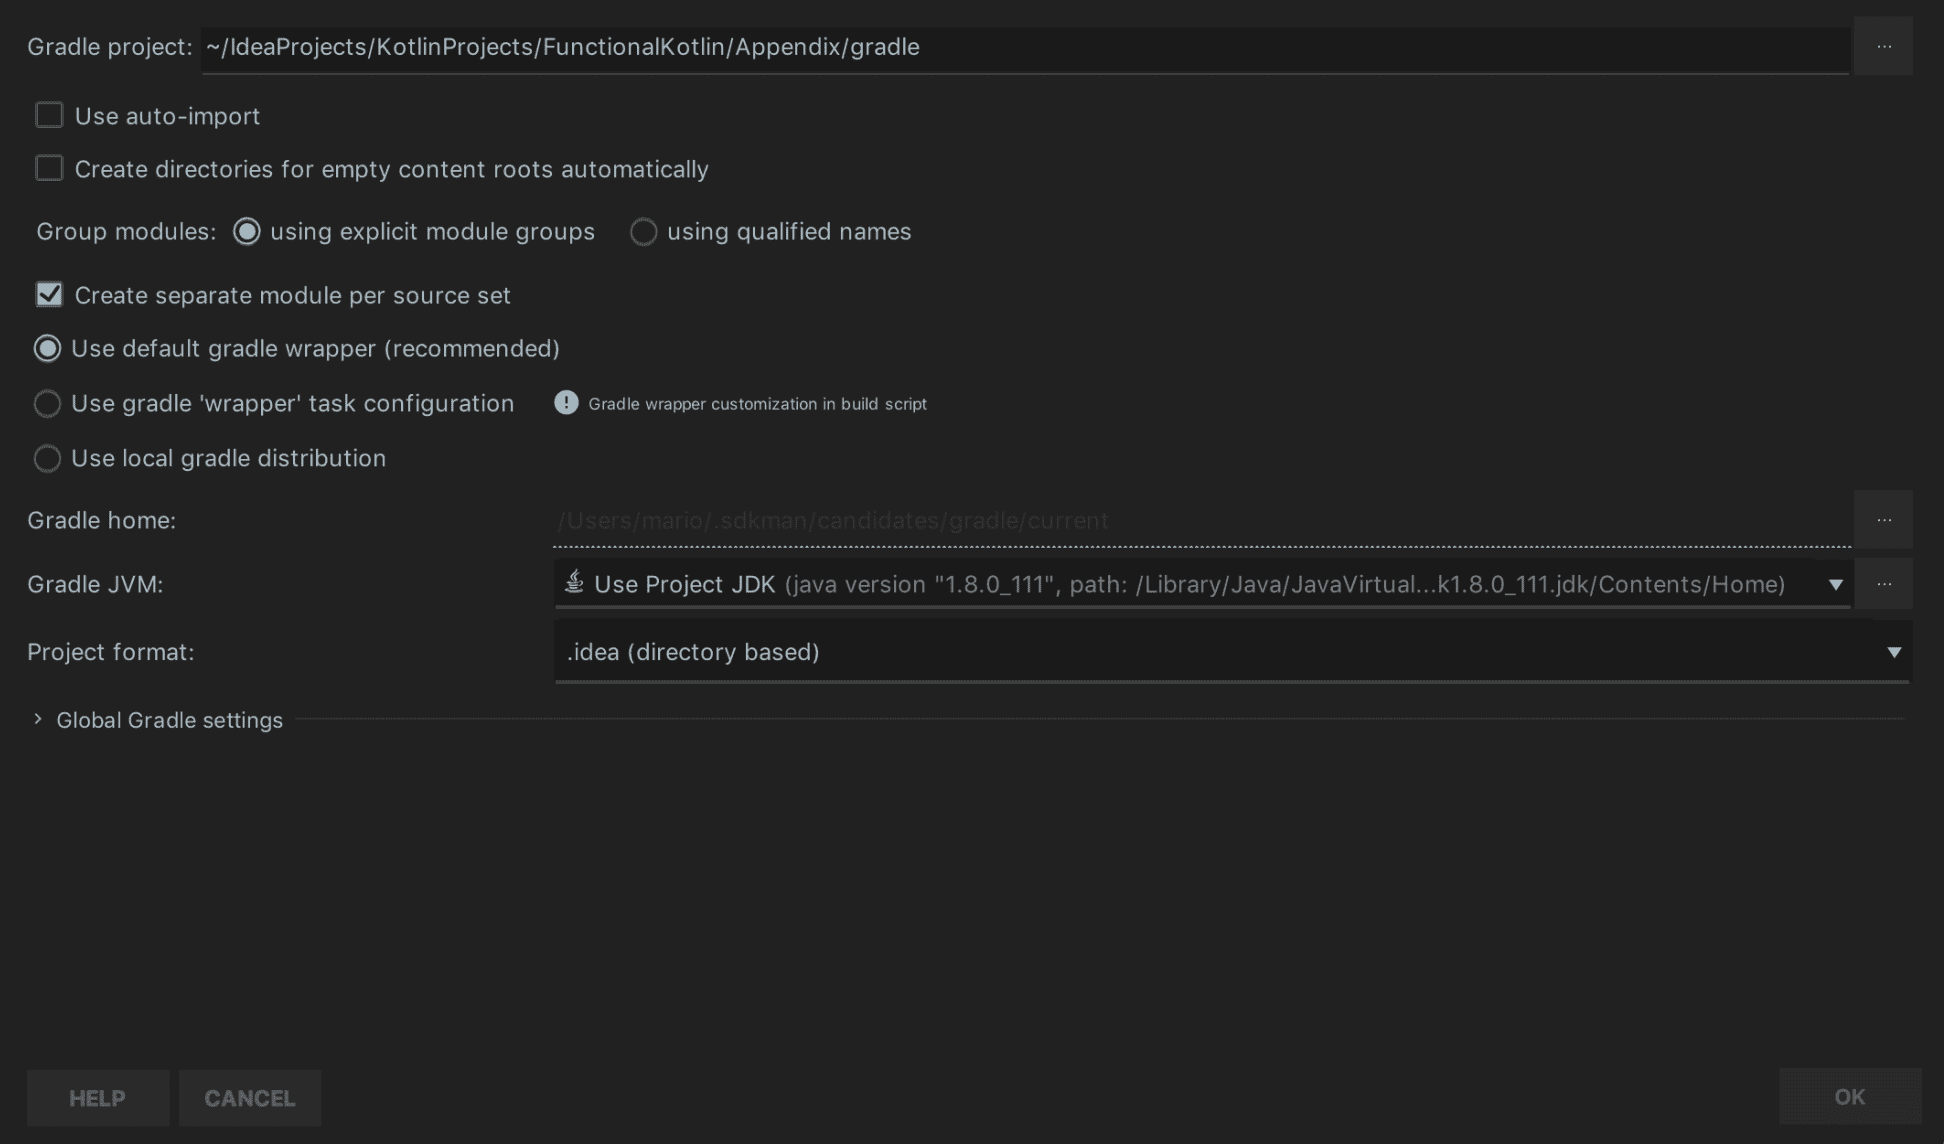 Gradle project: ~/IdeaProjects/KotlinProjects/FunctionalKotlin/Appendix/gradle ...
Use auto-import
Create directories for empty content roots automatically
Group modules: using explicit module groups using qualified names
Create separate module per source set
Use default gradle wrapper (recommended)
Use gradle 'wrapper' task configuration Gradle wrapper customization in build script
Use local gradle distribution
Gradle home: /Users/mario/.sdkman/candidates/gradle/current ...
Gradle JVM: Use Project JDK (java version "1.8.0_111", path: /Library/Java/JavaVirtual...k1.8.0_111.jdk/Contents/Home) ...
Project format: .idea (directory based)
Global Gradle settings
HELP CANCEL OK